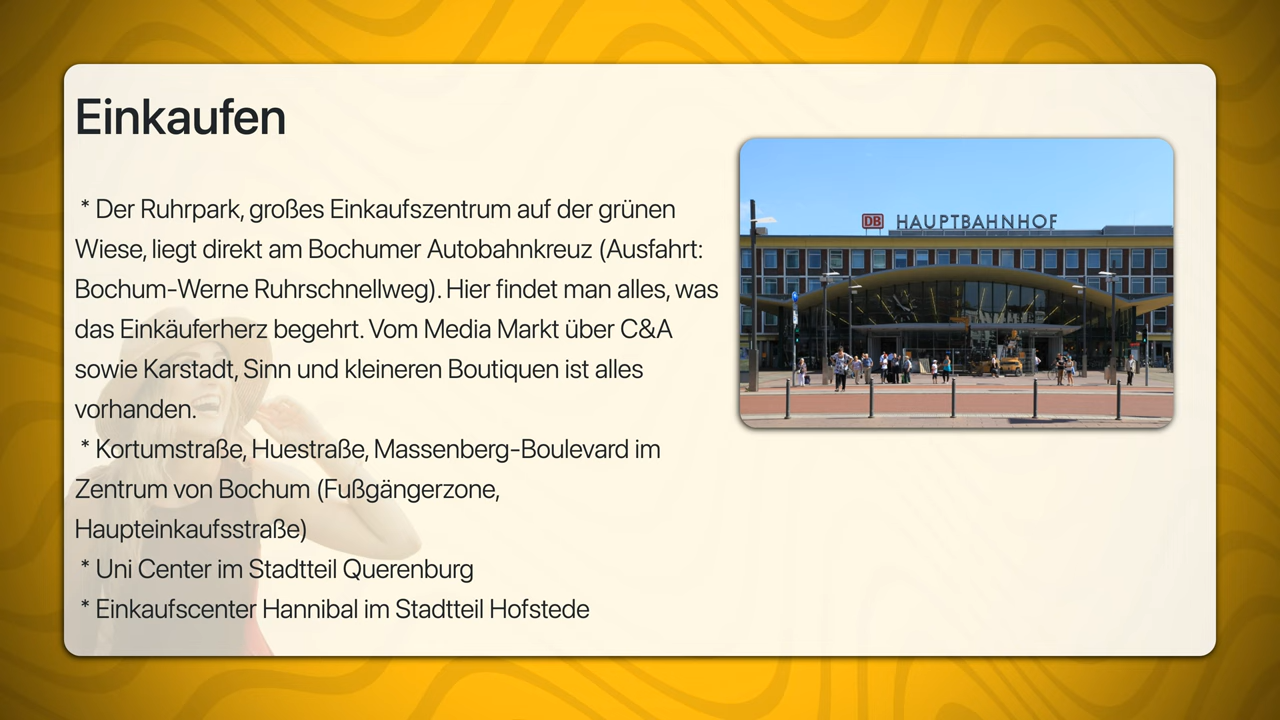 Einkaufen
* Der Ruhrpark, großes Einkaufszentrum auf der grünen
Wiese, liegt direkt am Bochumer Autobahnkreuz (Ausfahrt:
Bochum-Werne Ruhrschnellweg). Hier findet man alles, was
das Einkäuferherz begehrt. Vom Media Markt über C&A
sowie Karstadt, Sinn und kleineren Boutiquen ist alles
vorhanden.
* Kortumstraße, Huestraße, Massenberg-Boulevard im
Zentrum von Bochum (Fußgängerzone,
Haupteinkaufsstraße)
* Uni Center im Stadtteil Querenburg
* Einkaufscenter Hannibal im Stadtteil Hofstede
DB HAUPTBAHNHOF